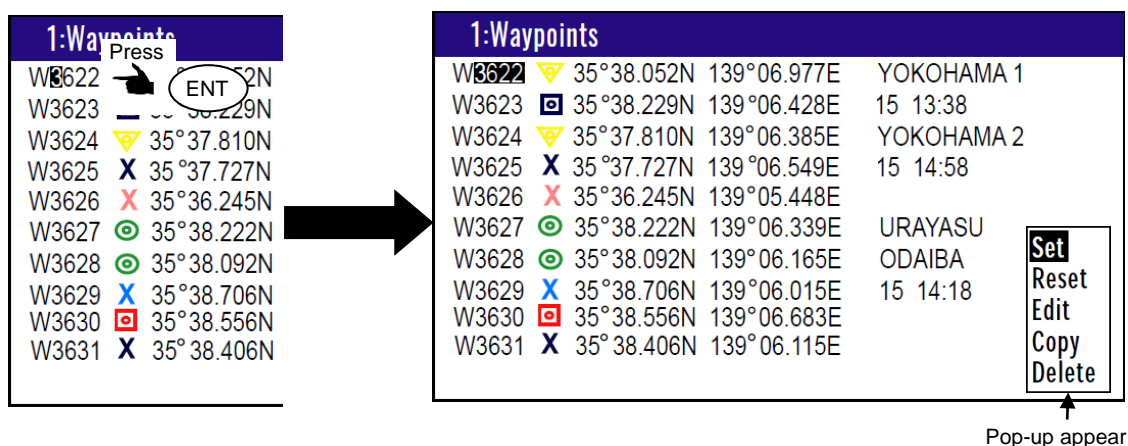 1:Waypoints
Press
ENT
W3622 52N
W3623 229N
W3624 35°37.810N
W3625 35°37.727N
W3626 35°36.245N
W3627 35°38.222N
W3628 35°38.092N
W3629 35°38.706N
W3630 35°38.556N
W3631 35°38.406N
1:Waypoints
W3622 35°38.052N 139°06.977E YOKOHAMA 1
W3623 35°38.229N 139°06.428E 15 13:38
W3624 35°37.810N 139°06.385E YOKOHAMA 2
W3625 X 35°37.727N 139°06.549E 15 14:58
W3626 X 35°36.245N 139°05.448E
W3627 35°38.222N 139°06.339E URAYASU
W3628 35°38.092N 139°06.165E ODAIBA
W3629 X 35°38.706N 139°06.015E 15 14:18
W3630 35°38.556N 139°06.683E
W3631 X 35°38.406N 139°06.115E
Set
Reset
Edit
Copy
Delete
Pop-up appear